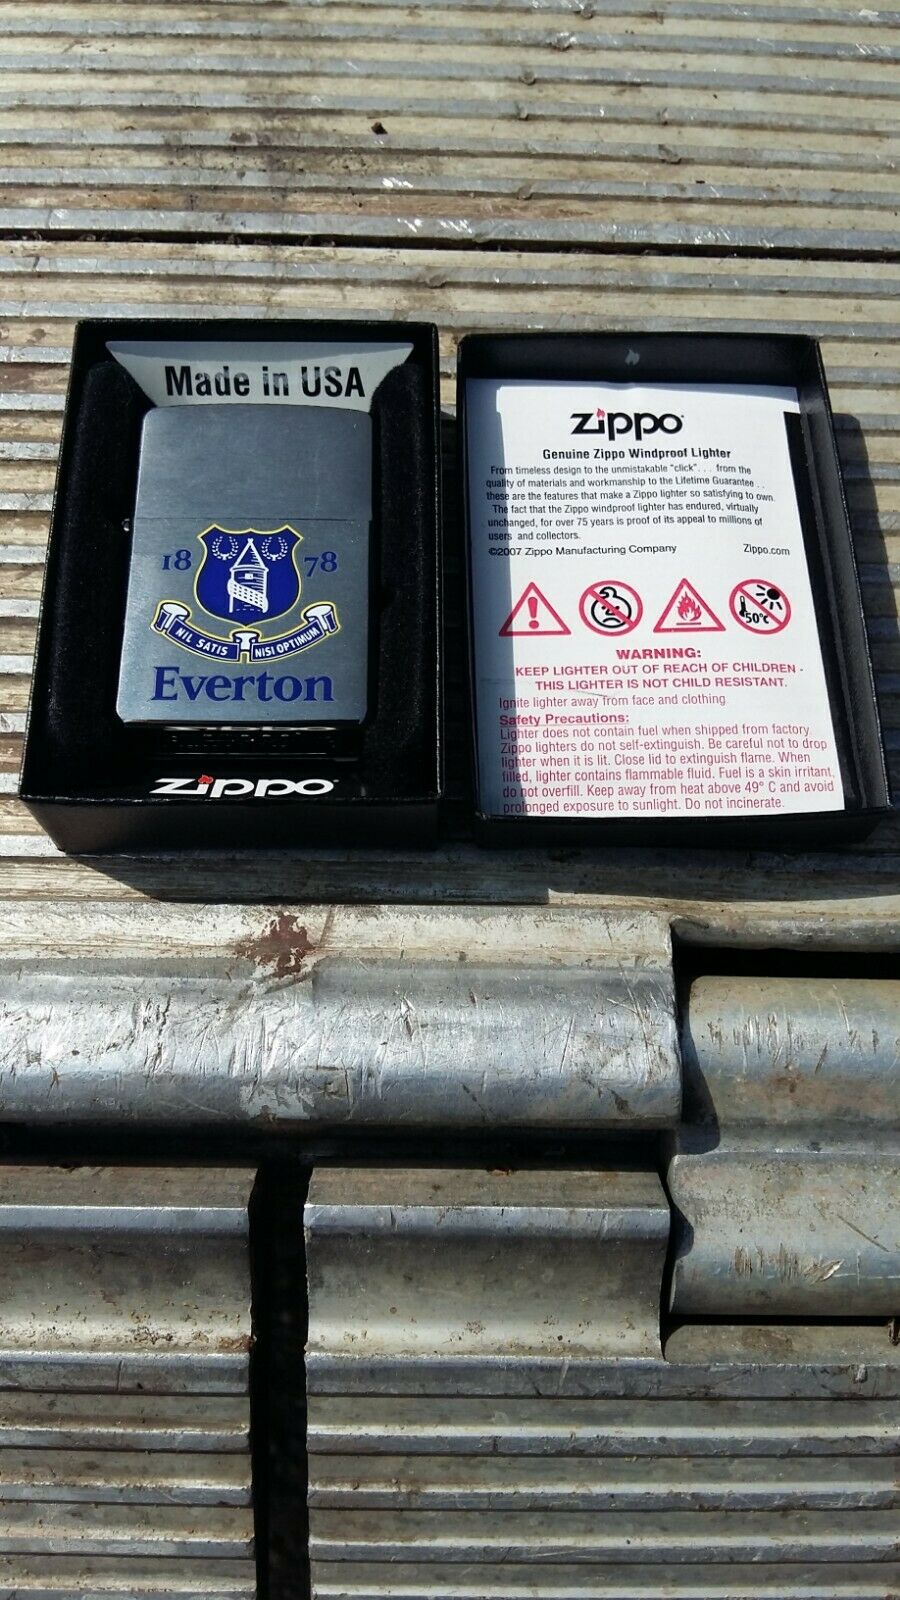 Made in USA
18 78
NIL SATIS NISI OPTIMUM
Everton
zippo
zippo
Genuine Zippo Windproof Lighter
From timeless design to the unmistakable "click". . . from the
quality of materials and workmanship to the Lifetime Guarantee . .
these are the features that make a Zippo lighter so satisfying to own.
The fact that the Zippo windproof lighter has endured, virtually
unchanged, for over 75 years is proof of its appeal to millions of
users and collectors.
©2007 Zippo Manufacturing Company Zippo.com
50°C
WARNING:
KEEP LIGHTER OUT OF REACH OF CHILDREN -
THIS LIGHTER IS NOT CHILD RESISTANT.
Ignite lighter away from face and clothing
Safety Precautions:
Lighter does not contain fuel when shipped from factory
Zippo lighters do not self-extinguish. Be careful not to drop
lighter when it is lit. Close lid to extinguish flame. When
filled, lighter contains flammable fluid. Fuel is a skin irritant,
do not overfill. Keep away from heat above 49° C and avoid
prolonged exposure to sunlight. Do not incinerate.